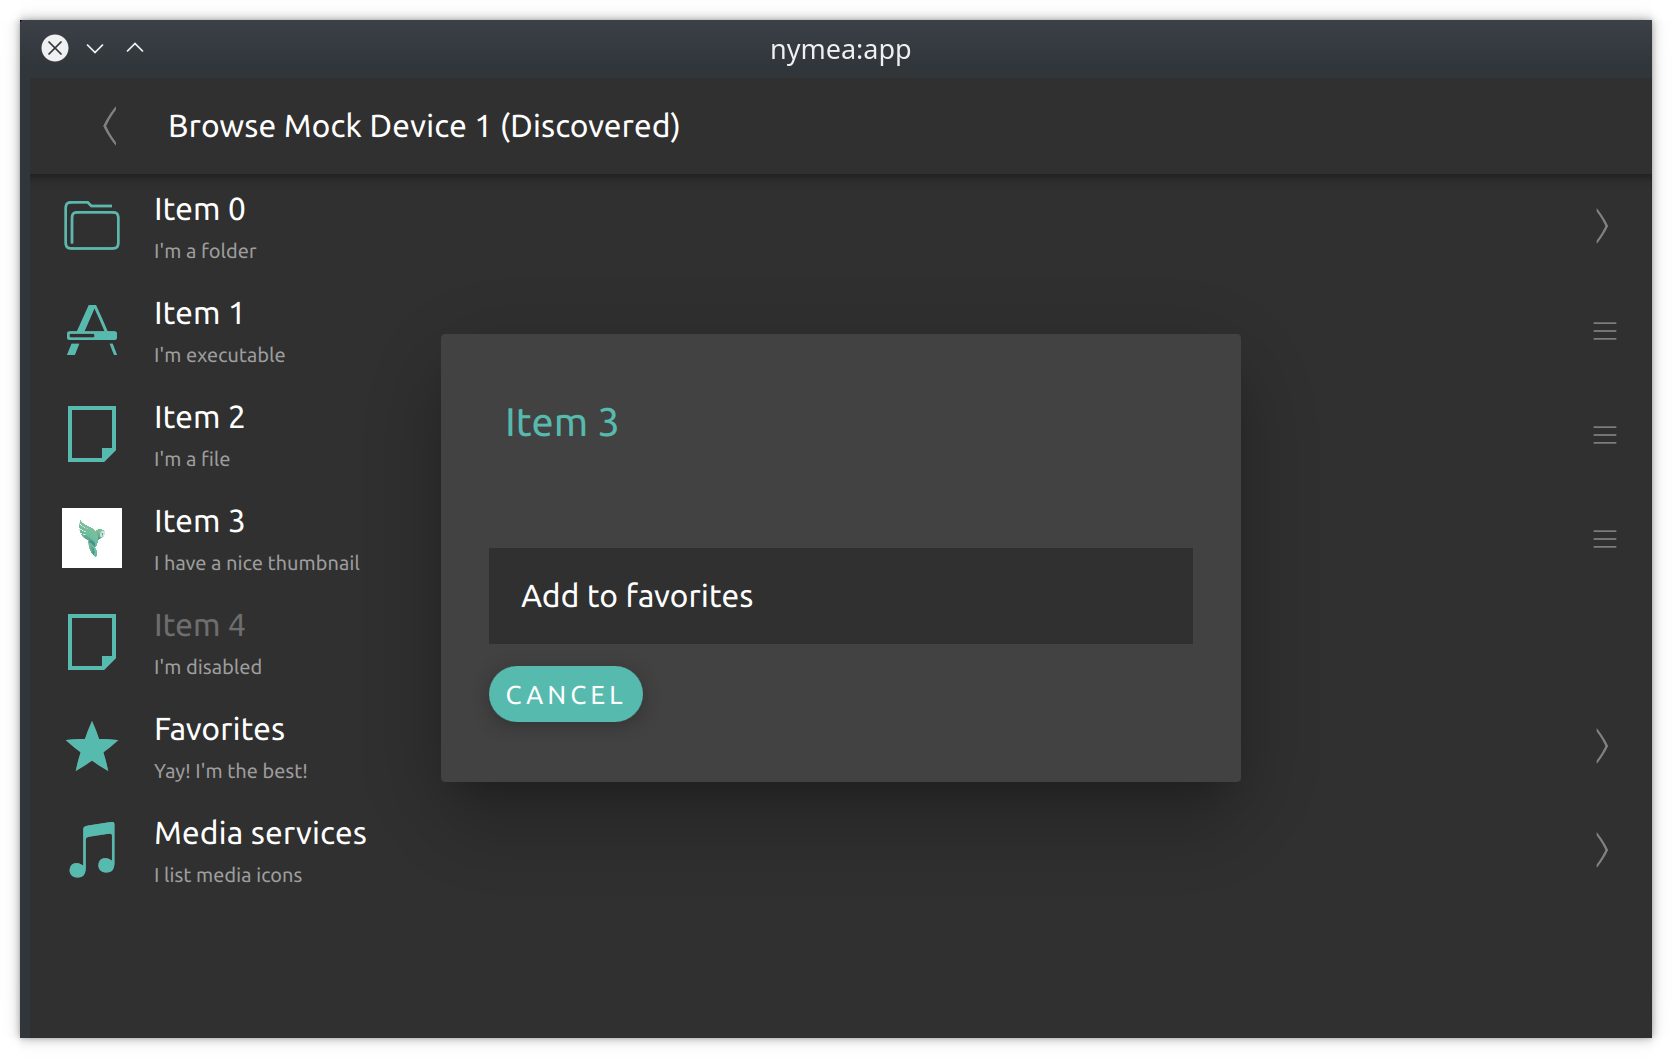 nymea:app
Browse Mock Device 1 (Discovered)
Item 0
I'm a folder
Item 1
I'm executable
Item 2
I'm a file
Item 3
I have a nice thumbnail
Item 4
I'm disabled
Favorites
Yay! I'm the best!
Media services
I list media icons
Item 3
Add to favorites
CANCEL